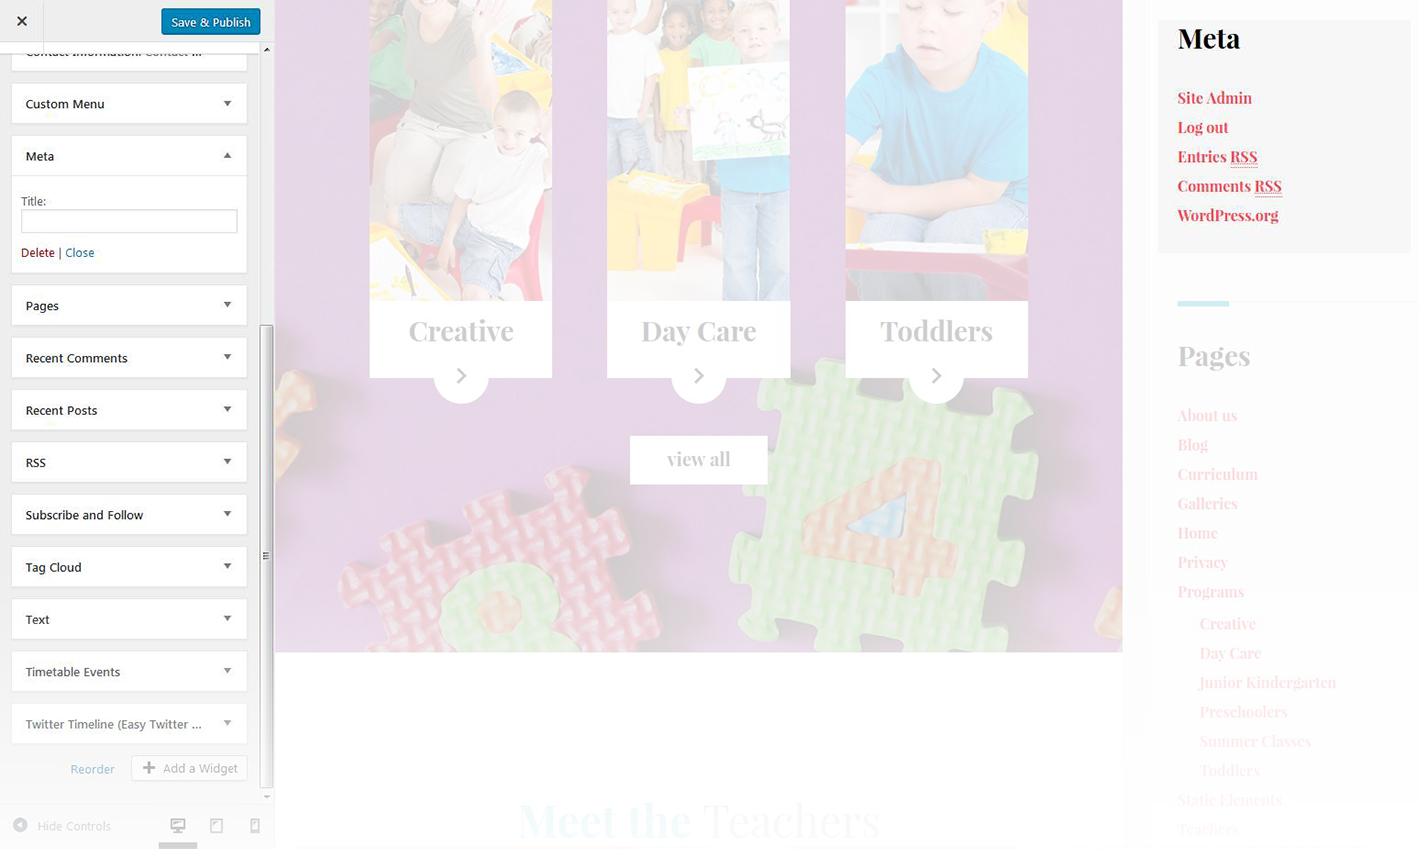 Save & Publish
Contact Information: Contact ...
Custom Menu
Meta
Title:
Delete | Close
Pages
Recent Comments
Recent Posts
RSS
Subscribe and Follow
Tag Cloud
Text
Timetable Events
Twitter Timeline (Easy Twitter ...
Reorder
Add a Widget
Hide Controls
Creative
Day Care
Toddlers
view all
4
Meet the Teachers
Meta
Site Admin
Log out
Entries RSS
Comments RSS
WordPress.org
Pages
About us
Blog
Curriculum
Galleries
Home
Privacy
Programs
Creative
Day Care
Junior Kindergarten
Preschoolers
Summer Classes
Toddlers
Static Elements
Teachers